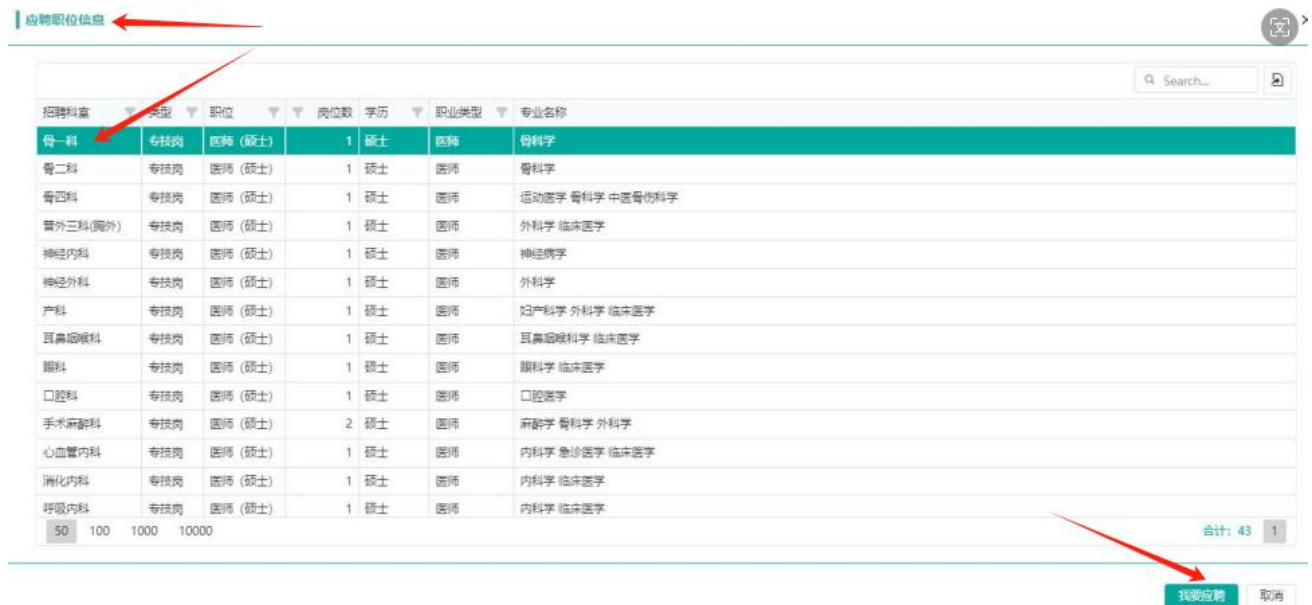 应聘职位信息
Search...
招聘科室 类型 职位 岗位数 学历 职业类型 专业名称
骨一科 专技岗 医师（硕士） 1 硕士 医师 骨科学
骨二科 专技岗 医师（硕士） 1 硕士 医师 骨科学
骨四科 专技岗 医师（硕士） 1 硕士 医师 运动医学 骨科学 中医骨伤科学
普外三科(胸外) 专技岗 医师（硕士） 1 硕士 医师 外科学 临床医学
神经内科 专技岗 医师（硕士） 1 硕士 医师 神经病学
神经外科 专技岗 医师（硕士） 1 硕士 医师 外科学
产科 专技岗 医师（硕士） 1 硕士 医师 妇产科学 外科学 临床医学
耳鼻咽喉科 专技岗 医师（硕士） 1 硕士 医师 耳鼻咽喉科学 临床医学
眼科 专技岗 医师（硕士） 1 硕士 医师 眼科学 临床医学
口腔科 专技岗 医师（硕士） 1 硕士 医师 口腔医学
手术麻醉科 专技岗 医师（硕士） 2 硕士 医师 麻醉学 骨科学 外科学
心血管内科 专技岗 医师（硕士） 1 硕士 医师 内科学 急诊医学 临床医学
消化内科 专技岗 医师（硕士） 1 硕士 医师 内科学 临床医学
呼吸内科 专技岗 医师（硕士） 1 硕士 医师 内科学 临床医学
50 100 1000 10000 合计: 43 1
我要应聘 取消